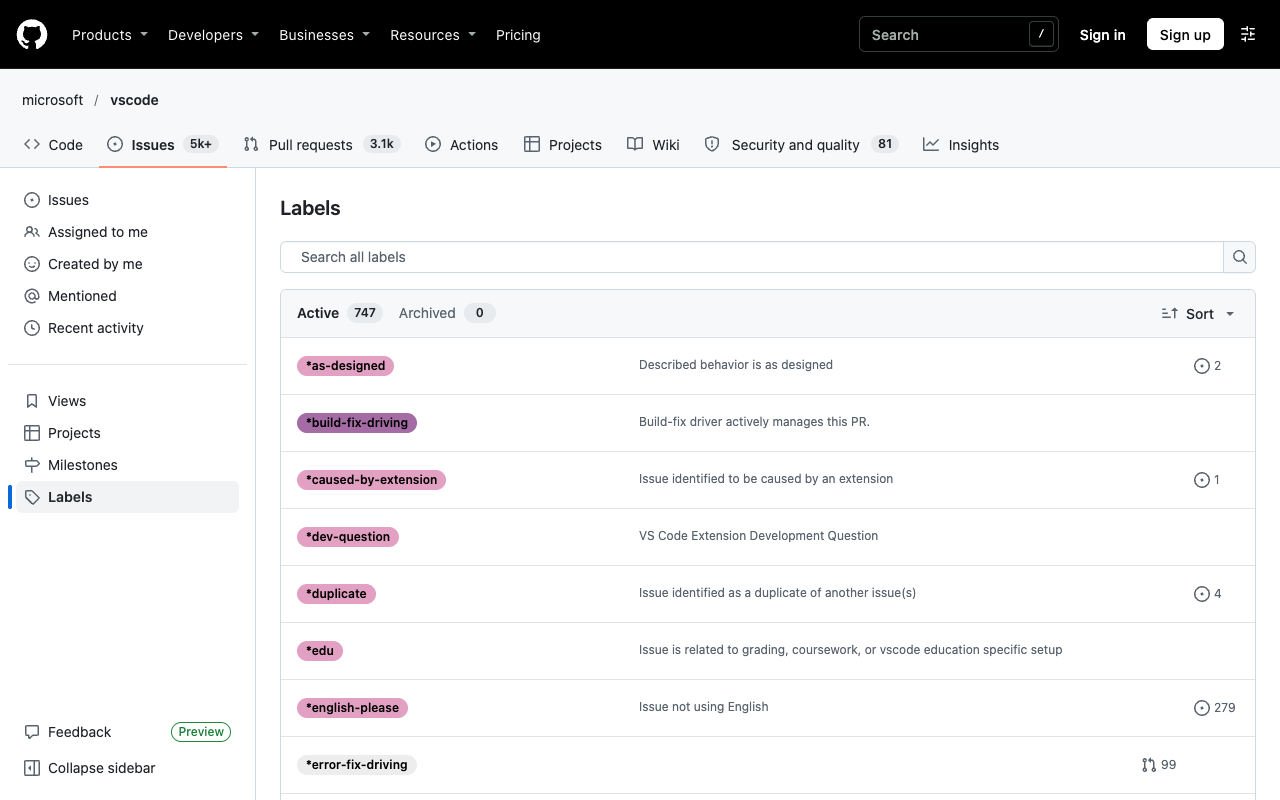 Products Developers Businesses Resources Pricing Search / Sign in Sign up
microsoft / vscode
Code Issues 5k+ Pull requests 3.1k Actions Projects Wiki Security and quality 81 Insights
Issues
Assigned to me
Created by me
Mentioned
Recent activity
Views
Projects
Milestones
Labels
Feedback Preview
Collapse sidebar
Labels
Search all labels
Active 747 Archived 0 Sort
*as-designed Described behavior is as designed 2
*build-fix-driving Build-fix driver actively manages this PR.
*caused-by-extension Issue identified to be caused by an extension 1
*dev-question VS Code Extension Development Question
*duplicate Issue identified as a duplicate of another issue(s) 4
*edu Issue is related to grading, coursework, or vscode education specific setup
*english-please Issue not using English 279
*error-fix-driving 99